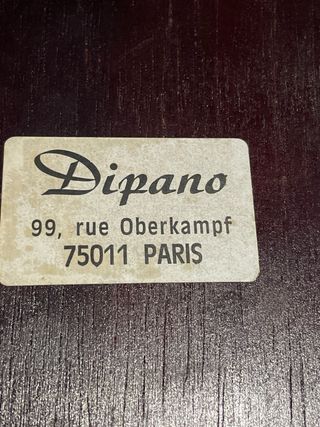 Dipano
99, rue Oberkampf
75011 PARIS